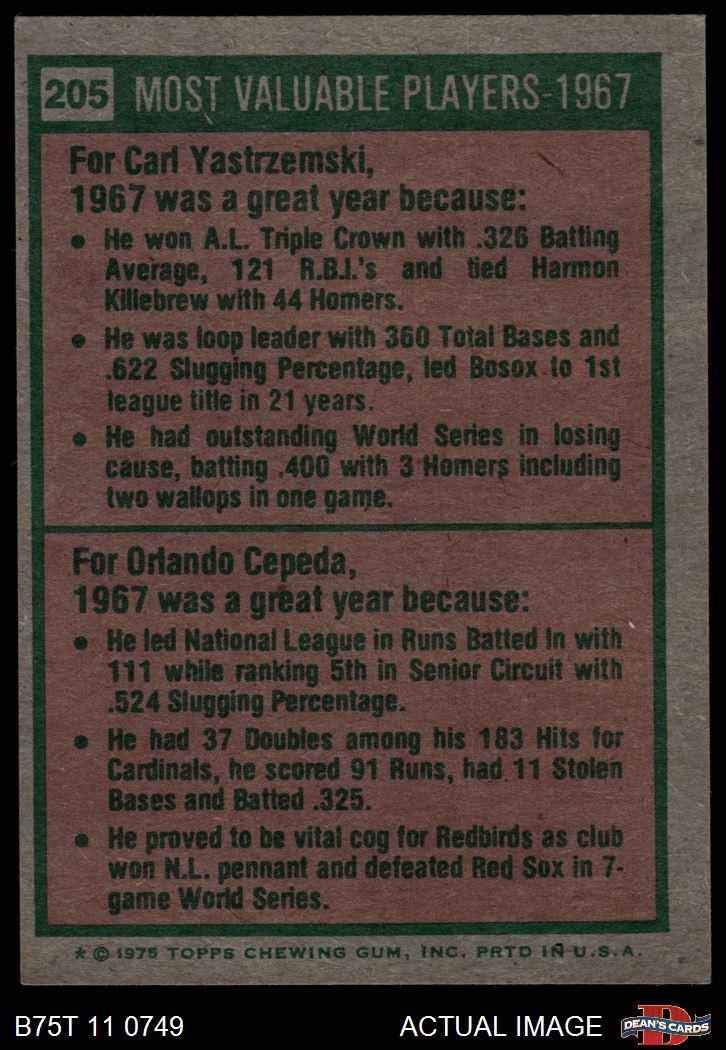 205 MOST VALUABLE PLAYERS-1967
For Carl Yastrzemski,
1967 was a great year because:
● He won A.L. Triple Crown with .326 Batting
Average, 121 R.B.I.'s and tied Harmon
Killebrew with 44 Homers.
● He was loop leader with 360 Total Bases and
.622 Slugging Percentage, led Bosox to 1st
league title in 21 years.
● He had outstanding World Series in losing
cause, batting .400 with 3 Homers including
two wallops in one game.
For Orlando Cepeda,
1967 was a great year because:
● He led National League in Runs Batted In with
111 while ranking 5th in Senior Circuit with
.524 Slugging Percentage.
● He had 37 Doubles among his 183 Hits for
Cardinals, he scored 91 Runs, had 11 Stolen
Bases and Batted .325.
● He proved to be vital cog for Redbirds as club
won N.L. pennant and defeated Red Sox in 7-
game World Series.
* © 1975 TOPPS CHEWING GUM, INC. PRTD IN U.S.A.
B75T 11 0749 ACTUAL IMAGE
D
DEAN'S CARDS